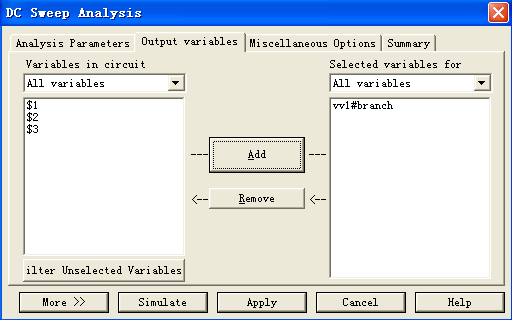 DC Sweep Analysis
Analysis Parameters Output variables Miscellaneous Options Summary
Variables in circuit Selected variables for
All variables All variables
$1 vv1#branch
$2
$3
--- Add ---
<-- Remove <--
ilter Unselected Variables
More >> Simulate Apply Cancel Help